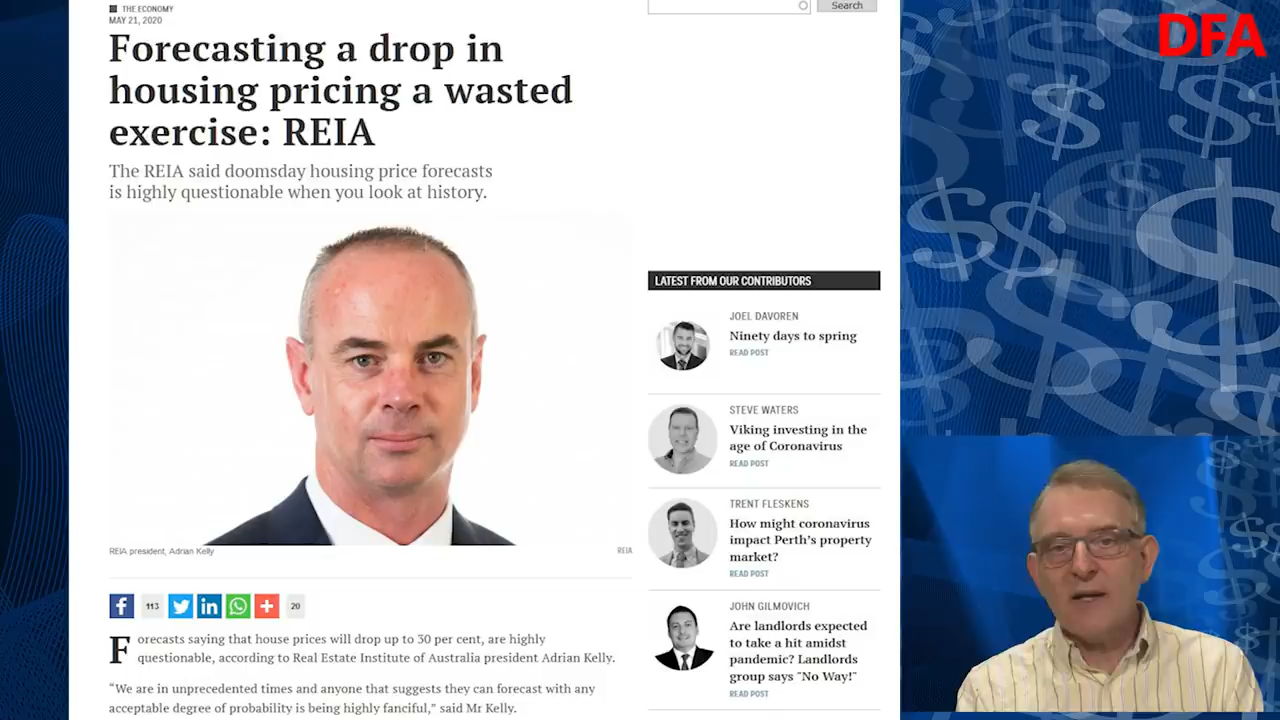 THE ECONOMY
MAY 21, 2020
Forecasting a drop in
housing pricing a wasted
exercise: REIA
The REIA said doomsday housing price forecasts
is highly questionable when you look at history.
REIA president, Adrian Kelly
REIA
113
20
Forecasts saying that house prices will drop up to 30 per cent, are highly
questionable, according to Real Estate Institute of Australia president Adrian Kelly.
“We are in unprecedented times and anyone that suggests they can forecast with any
acceptable degree of probability is being highly fanciful,” said Mr Kelly.
Search
LATEST FROM OUR CONTRIBUTORS
JOEL DAVOREN
Ninety days to spring
READ POST
STEVE WATERS
Viking investing in the
age of Coronavirus
READ POST
TRENT FLESKENS
How might coronavirus
impact Perth’s property
market?
READ POST
JOHN GILMOVICH
Are landlords expected
to take a hit amidst
pandemic? Landlords
group says "No Way!"
READ POST
DFA